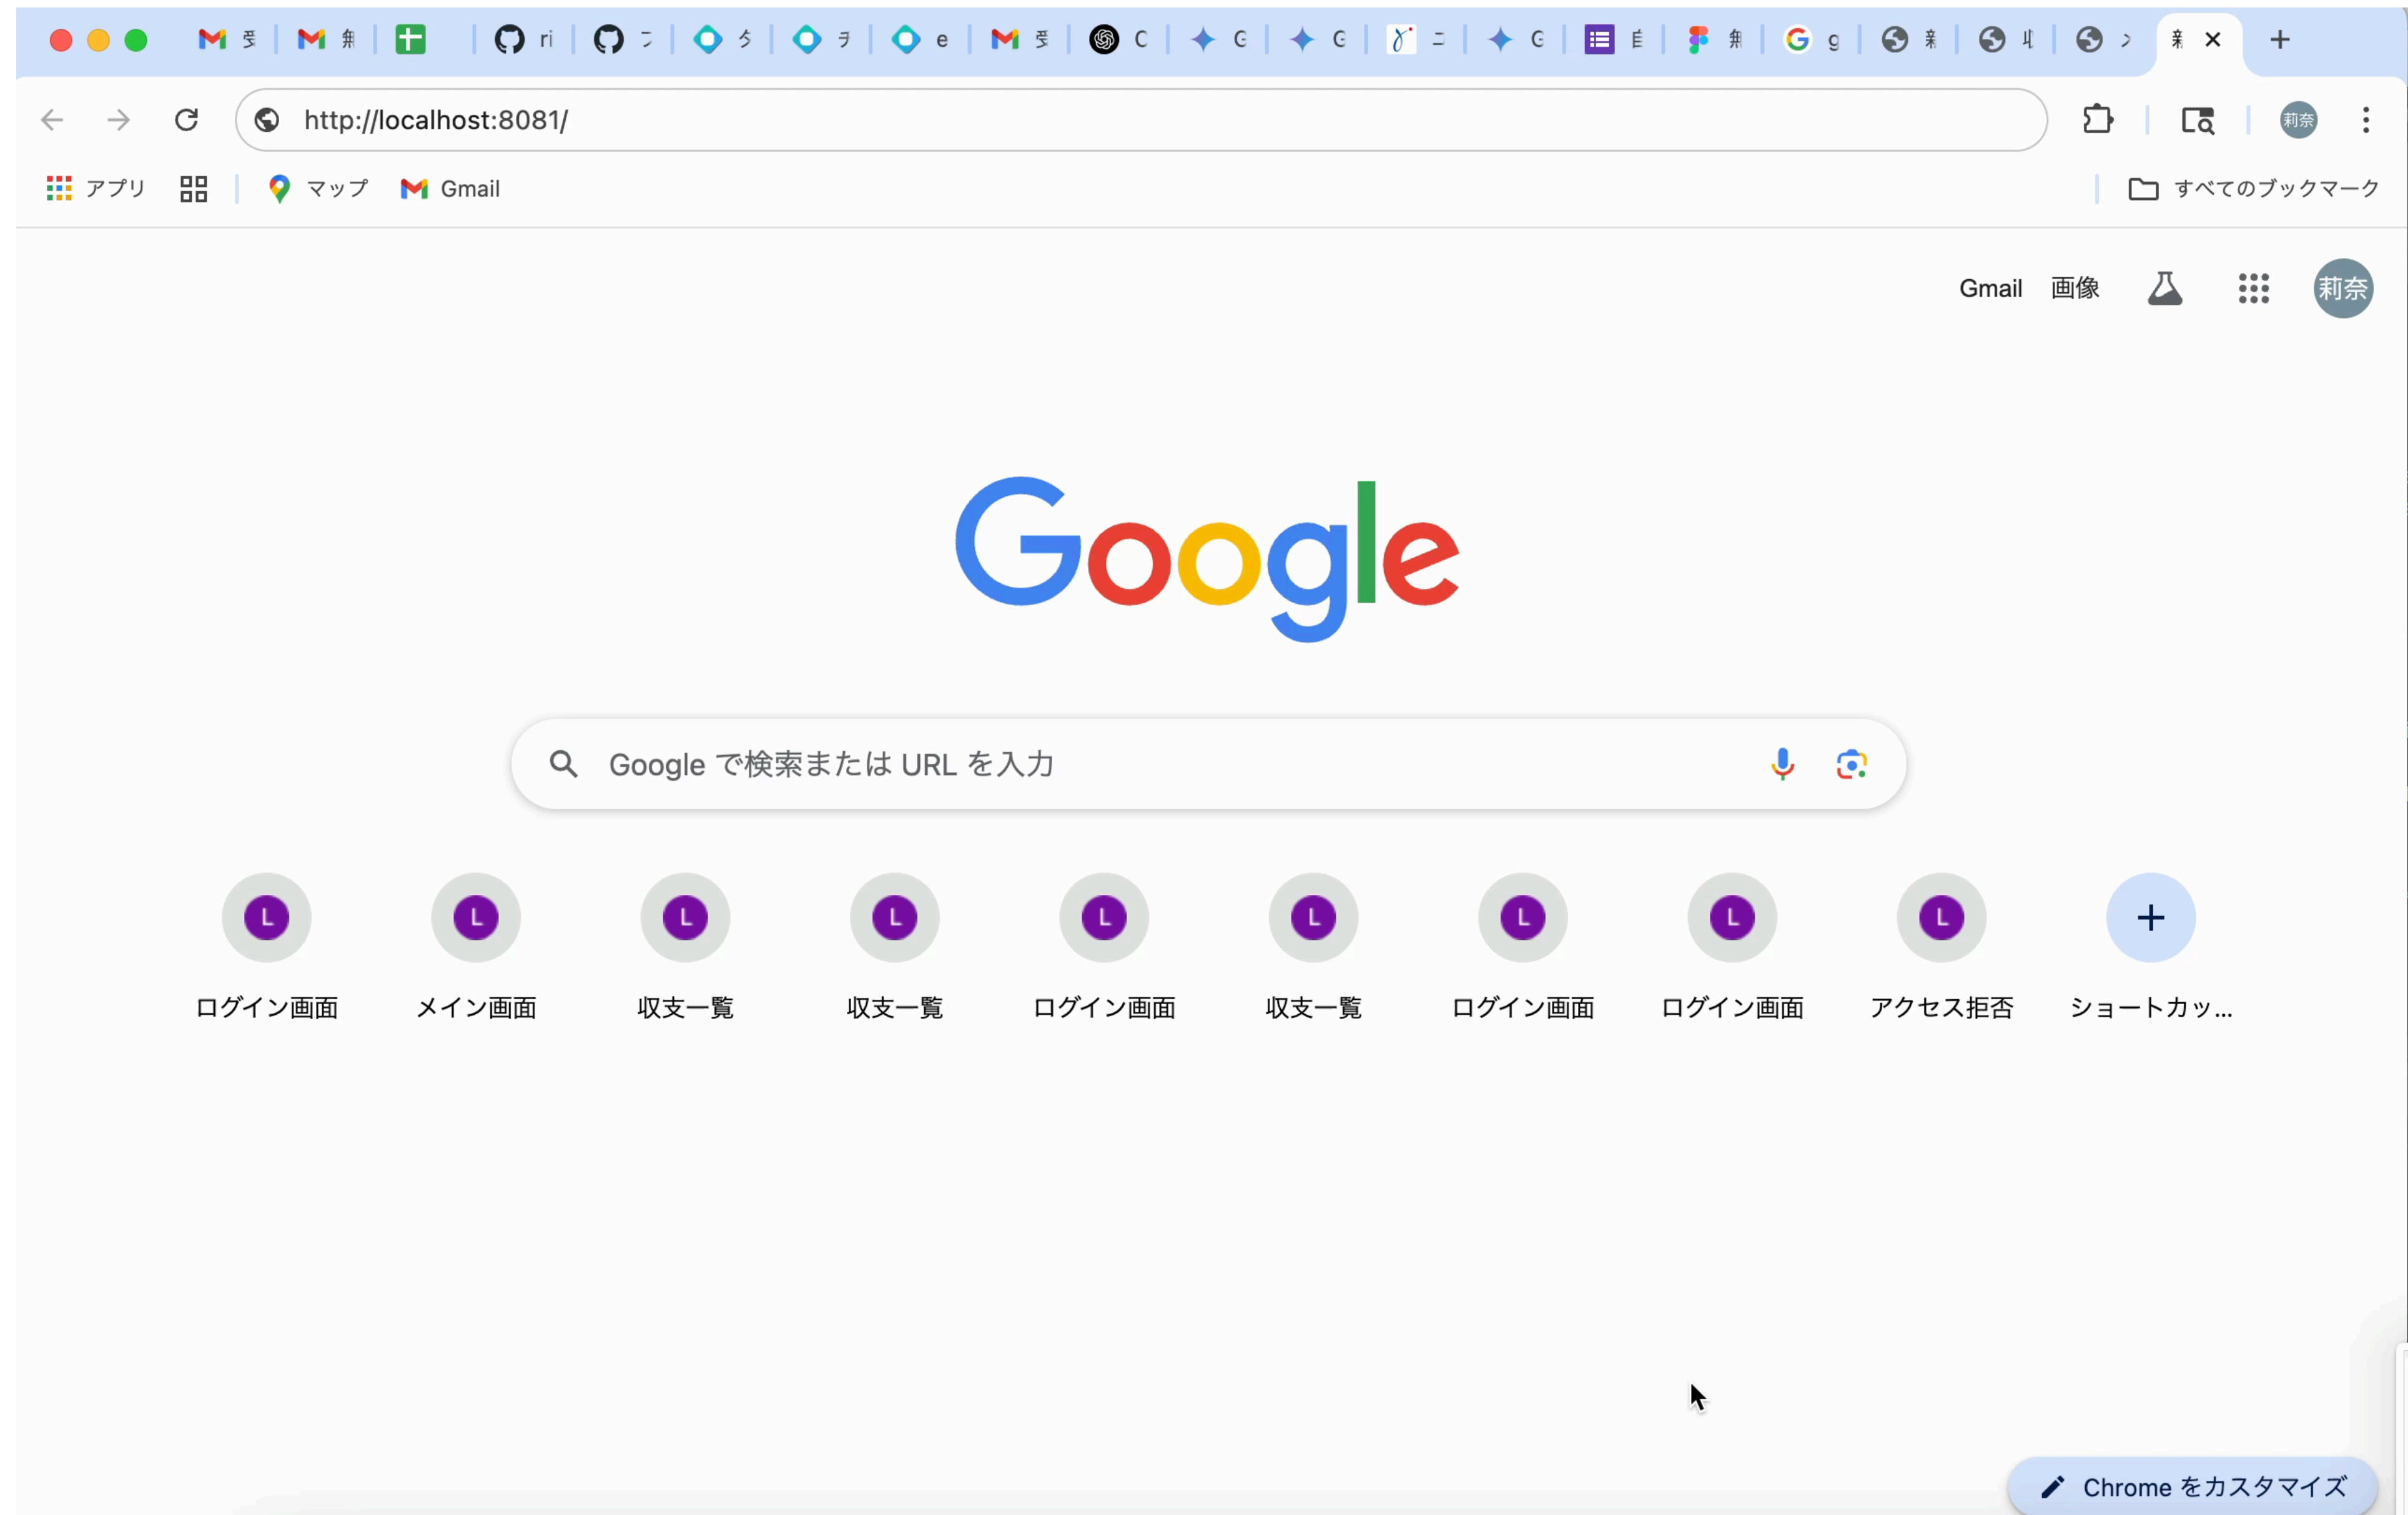 ri
C
G
G
G
g
http://localhost:8081/
莉奈
アプリ
マップ
Gmail
すべてのブックマーク
Gmail 画像
莉奈
Google
Google で検索または URL を入力
L L L L L L L L L
ログイン画面 メイン画面 収支一覧 収支一覧 ログイン画面 収支一覧 ログイン画面 ログイン画面 アクセス拒否 ショートカッ...
Chrome をカスタマイズ